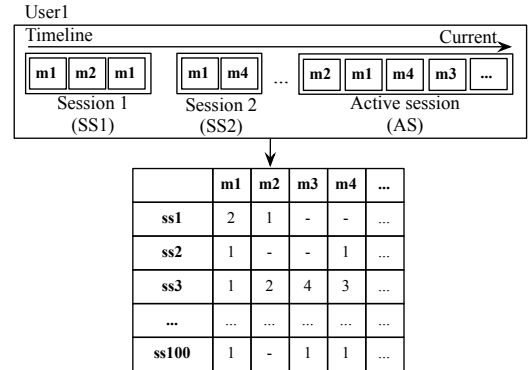 User1
Timeline Current
m1 m2 m1 m1 m4 ... m2 m1 m4 m3 ...
Session 1 Session 2 Active session
(SS1) (SS2) (AS)
m1 m2 m3 m4 ...
ss1 2 1 - - ...
ss2 1 - - 1 ...
ss3 1 2 4 3 ...
... ... ... ... ... ...
ss100 1 - 1 1 ...